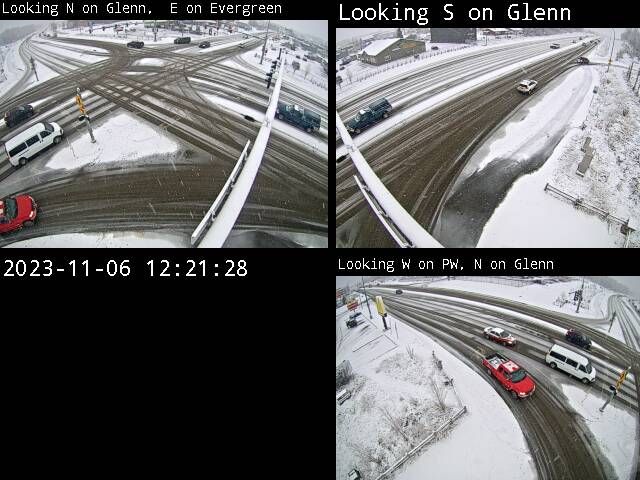 Looking N on Glenn, E on Evergreen
Looking S on Glenn
2023-11-06 12:21:28
Looking W on PW, N on Glenn